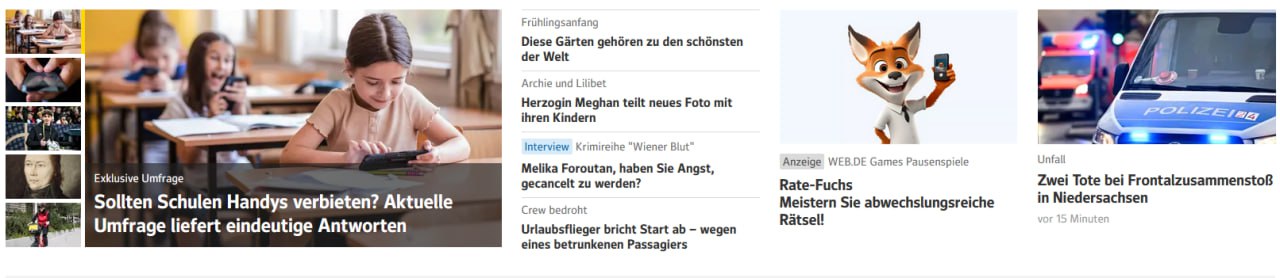 Exklusive Umfrage
Sollten Schulen Handys verbieten? Aktuelle
Umfrage liefert eindeutige Antworten
Frühlingsanfang
Diese Gärten gehören zu den schönsten
der Welt
Archie und Lilibet
Herzogin Meghan teilt neues Foto mit
ihren Kindern
Interview Krimireihe "Wiener Blut"
Melika Foroutan, haben Sie Angst,
gecancelt zu werden?
Crew bedroht
Urlaubsflieger bricht Start ab – wegen
eines betrunkenen Passagiers
Anzeige WEB.DE Games Pausenspiele
Rate-Fuchs
Meistern Sie abwechslungsreiche
Rätsel!
POLIZEI
Unfall
Zwei Tote bei Frontalzusammenstoß
in Niedersachsen
vor 15 Minuten